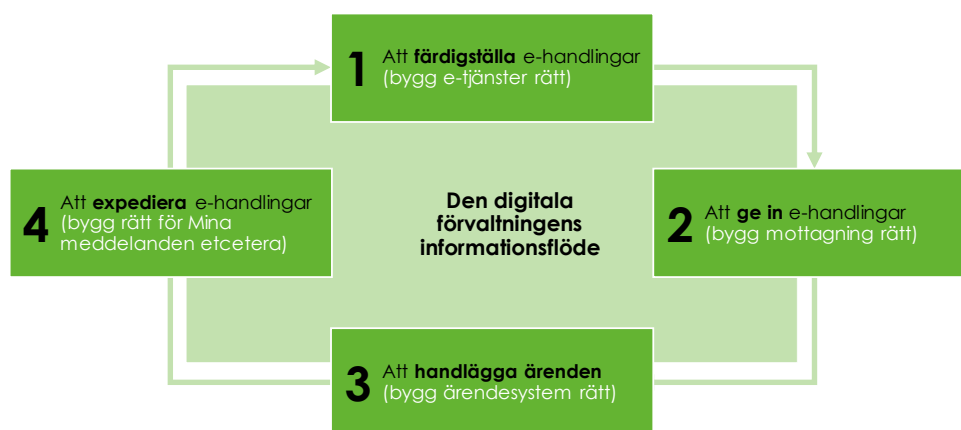 1 Att färdigställa e-handlingar
(bygg e-tjänster rätt)
4 Att expediera e-handlingar
(bygg rätt för Mina
meddelanden etcetera)
Den digitala
förvaltningens
informationsflöde
2 Att ge in e-handlingar
(bygg mottagning rätt)
3 Att handlägga ärenden
(bygg ärendesystem rätt)